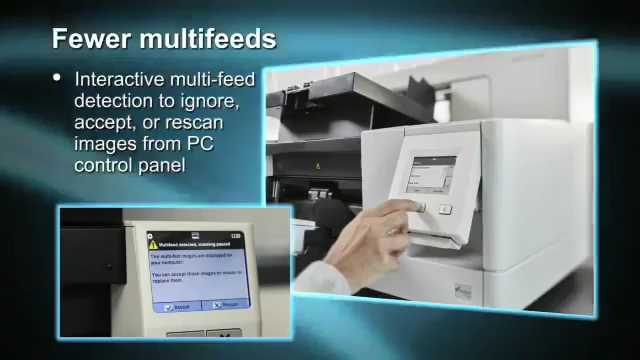 Fewer multifeeds
• Interactive multi-feed
detection to ignore,
accept, or rescan
images from PC
control panel
Multifeed detected, scanning paused
The multi-fed images are displayed on
your computer.
You can accept these images or rescan to
replace them.
Accept
Rescan